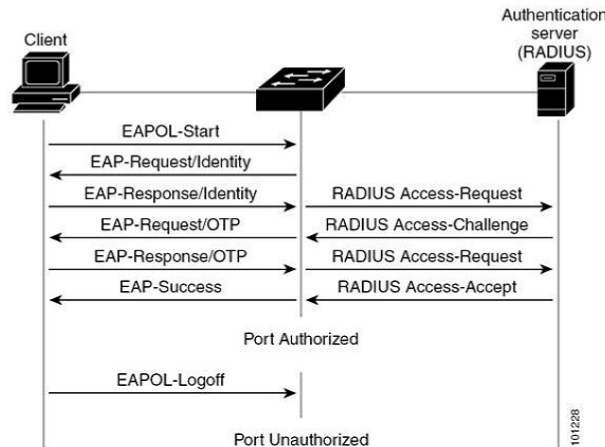 Authentication
server
(RADIUS)
Client
EAPOL-Start
EAP-Request/Identity
EAP-Response/Identity
RADIUS Access-Request
EAP-Request/OTP
RADIUS Access-Challenge
EAP-Response/OTP
RADIUS Access-Request
EAP-Success
RADIUS Access-Accept
Port Authorized
EAPOL-Logoff
Port Unauthorized
101228